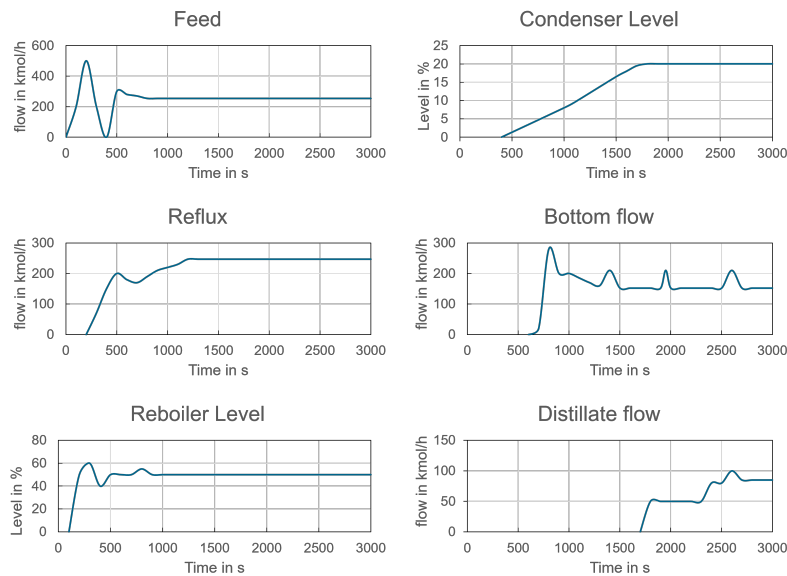 Feed
flow in kmol/h
600
400
200
0
0 500 1000 1500 2000 2500 3000
Time in s
Condenser Level
Level in %
25
20
15
10
5
0
0 500 1000 1500 2000 2500 3000
Time in s
Reflux
flow in kmol/h
300
200
100
0
0 500 1000 1500 2000 2500 3000
Time in s
Bottom flow
flow in kmol/h
300
200
100
0
0 500 1000 1500 2000 2500 3000
Time in s
Reboiler Level
Level in %
80
60
40
20
0
0 500 1000 1500 2000 2500 3000
Time in s
Distillate flow
flow in kmol/h
150
100
50
0
0 500 1000 1500 2000 2500 3000
Time in s